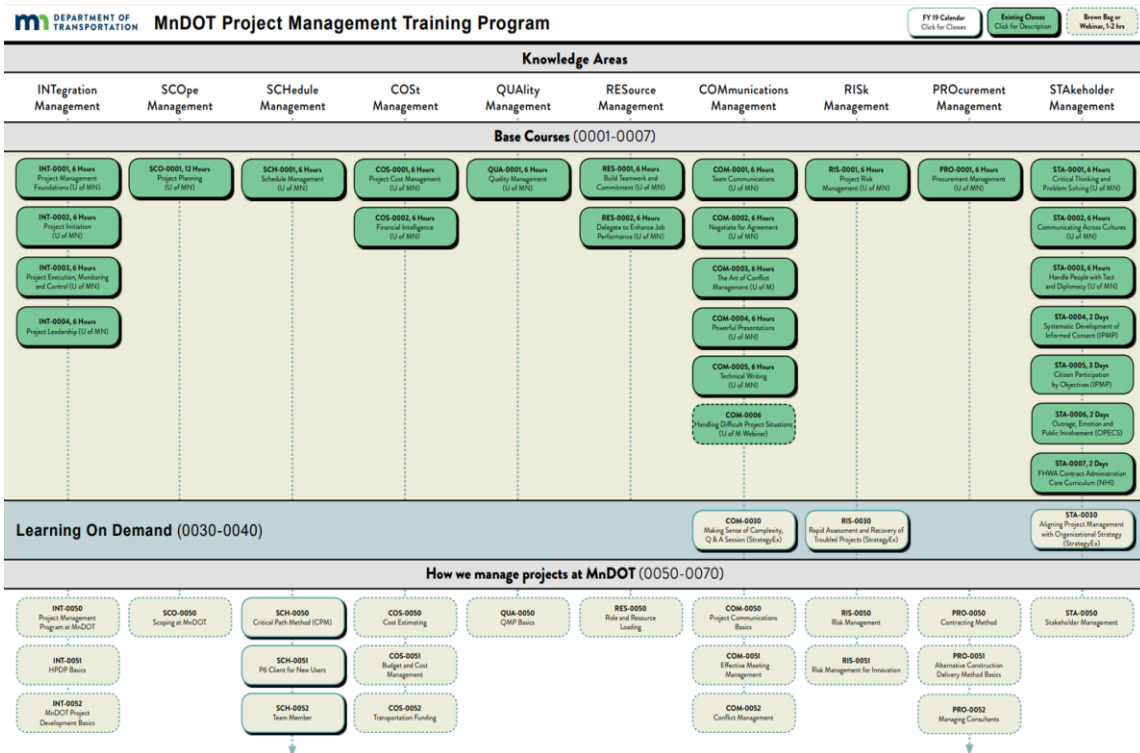 DEPARTMENT OF
TRANSPORTATION
MnDOT Project Management Training Program
FY 19 Calendar
Click for Classes
Existing Classes
Click for Description
Brown Bag or
Webinar, 1-2 hrs
Knowledge Areas
INTegration
Management
SCOpe
Management
SCHedule
Management
COSt
Management
QUAlity
Management
RESource
Management
COMmunications
Management
RISk
Management
PROcurement
Management
STAkeholder
Management
Base Courses (0001-0007)
INT-0001, 6 Hours
Project Management
Foundations (U of MN)
INT-0002, 6 Hours
Project Initiation
(U of MN)
INT-0003, 6 Hours
Project Execution, Monitoring
and Control (U of MN)
INT-0004, 6 Hours
Project Leadership (U of MN)
SCO-0001, 12 Hours
Project Planning
(U of MN)
SCH-0001, 6 Hours
Schedule Management
(U of MN)
COS-0001, 6 Hours
Project Cost Management
(U of MN)
COS-0002, 6 Hours
Financial Intelligence
(U of MN)
QUA-0001, 6 Hours
Quality Management
(U of MN)
RES-0001, 6 Hours
Build Teamwork and
Commitment (U of MN)
RES-0002, 6 Hours
Delegate to Enhance Job
Performance (U of MN)
COM-0001, 6 Hours
Team Communications
(U of MN)
COM-0002, 6 Hours
Negotiate for Agreement
(U of MN)
COM-0003, 6 Hours
The Art of Conflict
Management (U of M)
COM-0004, 6 Hours
Powerful Presentations
(U of MN)
COM-0005, 6 Hours
Technical Writing
(U of MN)
COM-0006
Handling Difficult Project Situations
(U of M Webinar)
RIS-0001, 6 Hours
Project Risk
Management (U of MN)
PRO-0001, 6 Hours
Procurement Management
(U of MN)
STA-0001, 6 Hours
Critical Thinking and
Problem Solving (U of MN)
STA-0002, 6 Hours
Communicating Across Cultures
(U of MN)
STA-0003, 6 Hours
Handle People with Tact
and Diplomacy (U of MN)
STA-0004, 2 Days
Systematic Development of
Informed Consent (IPMP)
STA-0005, 3 Days
Citizen Participation
by Objectives (IPMP)
STA-0006, 2 Days
Outrage, Emotion and
Public Involvement (OPECS)
STA-0007, 2 Days
FHWA Contract Administration
Core Curriculum (NHI)
Learning On Demand (0030-0040)
COM-0030
Making Sense of Complexity,
Q & A Session (StrategyEx)
RIS-0030
Rapid Assessment and Recovery of
Troubled Projects (StrategyEx)
STA-0030
Aligning Project Management
with Organizational Strategy
(StrategyEx)
How we manage projects at MnDOT (0050-0070)
INT-0050
Project Management
Program at MnDOT
INT-0051
HPDP Basics
INT-0052
MnDOT Project
Development Basics
SCO-0050
Scoping at MnDOT
SCH-0050
Critical Path Method (CPM)
SCH-0051
P6 Client for New Users
SCH-0052
Team Member
COS-0050
Cost Estimating
COS-0051
Budget and Cost
Management
COS-0052
Transportation Funding
QUA-0050
QMP Basics
RES-0050
Role and Resource
Loading
COM-0050
Project Communications
Basics
COM-0051
Effective Meeting
Management
COM-0052
Conflict Management
RIS-0050
Risk Management
RIS-0051
Risk Management for Innovation
PRO-0050
Contracting Method
PRO-0051
Alternative Construction
Delivery Method Basics
PRO-0052
Managing Consultants
STA-0050
Stakeholder Management